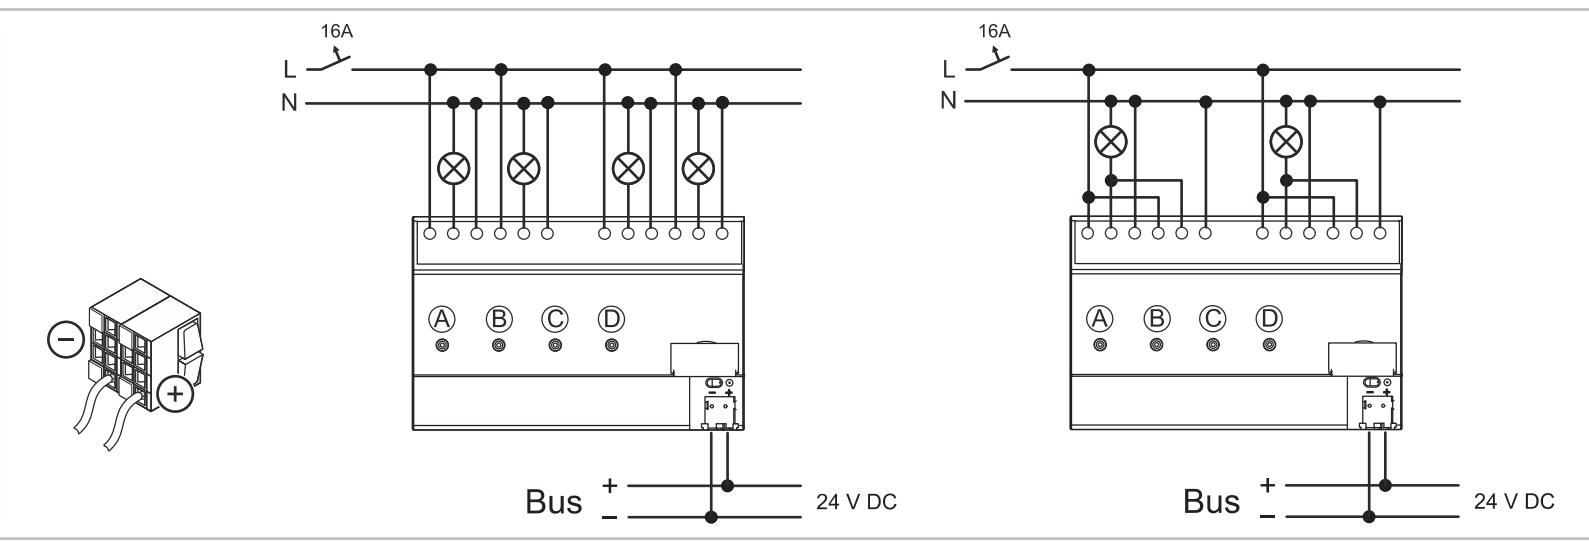 16A
L
N
A B C D
− +
Bus + − 24 V DC
16A
L
N
A B C D
− +
Bus + − 24 V DC
− +